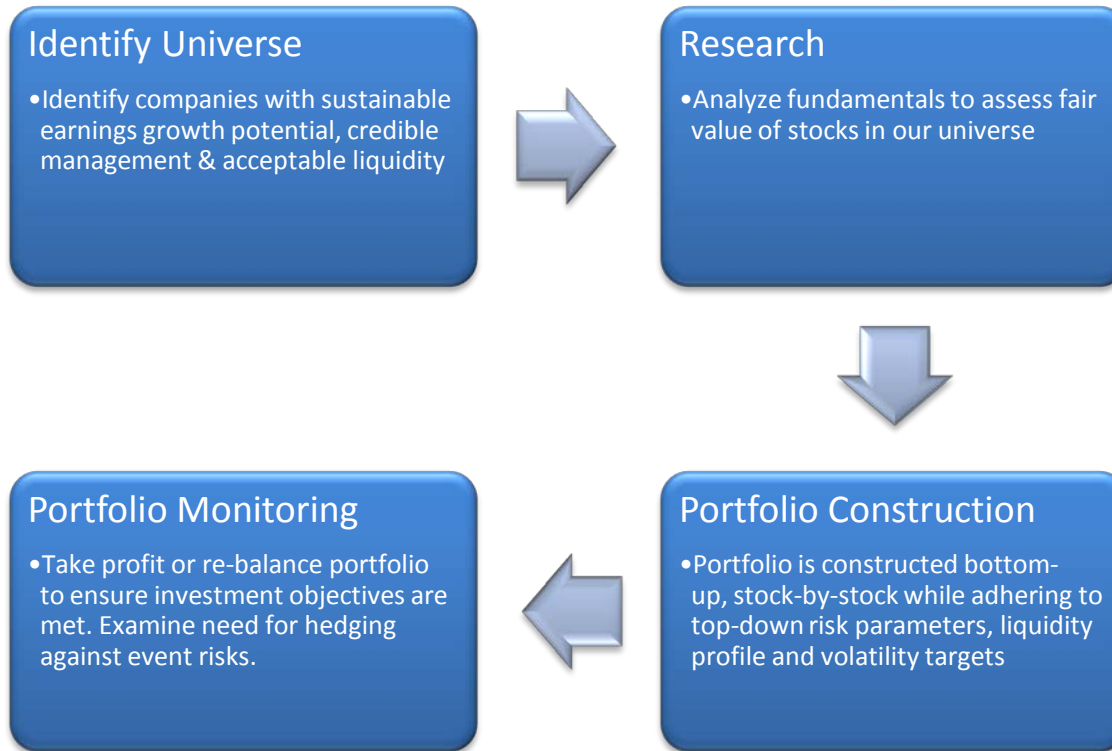 Identify Universe
•Identify companies with sustainable
earnings growth potential, credible
management & acceptable liquidity
Research
•Analyze fundamentals to assess fair
value of stocks in our universe
Portfolio Construction
•Portfolio is constructed bottom-
up, stock-by-stock while adhering to
top-down risk parameters, liquidity
profile and volatility targets
Portfolio Monitoring
•Take profit or re-balance portfolio
to ensure investment objectives are
met. Examine need for hedging
against event risks.